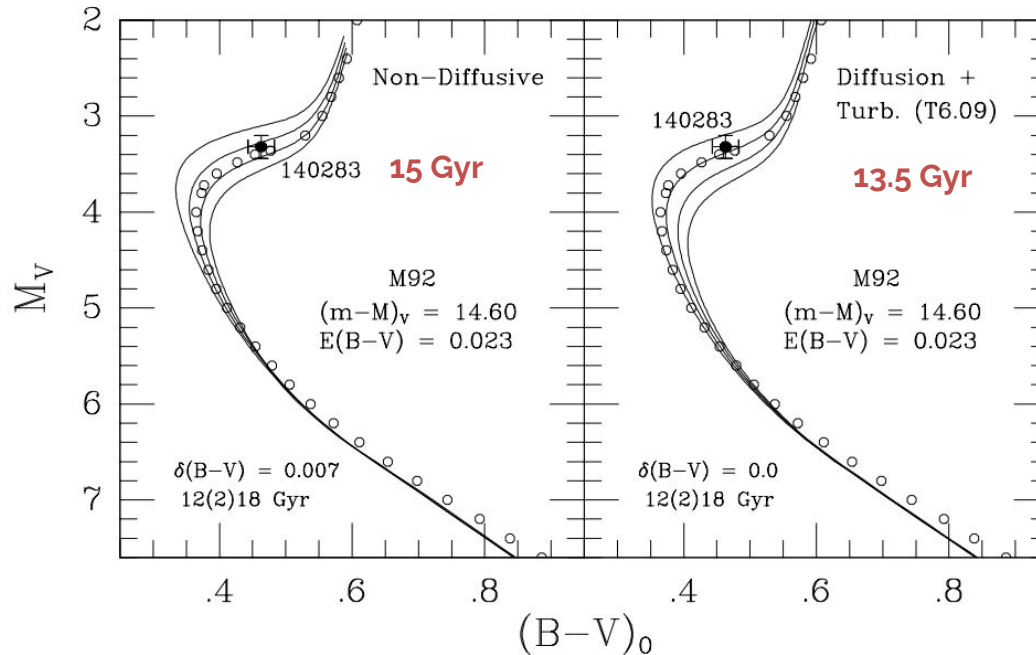 2
3
4
5
6
7
M_V
Non-Diffusive
140283
15 Gyr
M92
(m-M)_V = 14.60
E(B-V) = 0.023
δ(B-V) = 0.007
12(2)18 Gyr
.4
.6
.8
Diffusion +
Turb. (T6.09)
140283
13.5 Gyr
M92
(m-M)_V = 14.60
E(B-V) = 0.023
δ(B-V) = 0.0
12(2)18 Gyr
.4
.6
.8
(B-V)_0